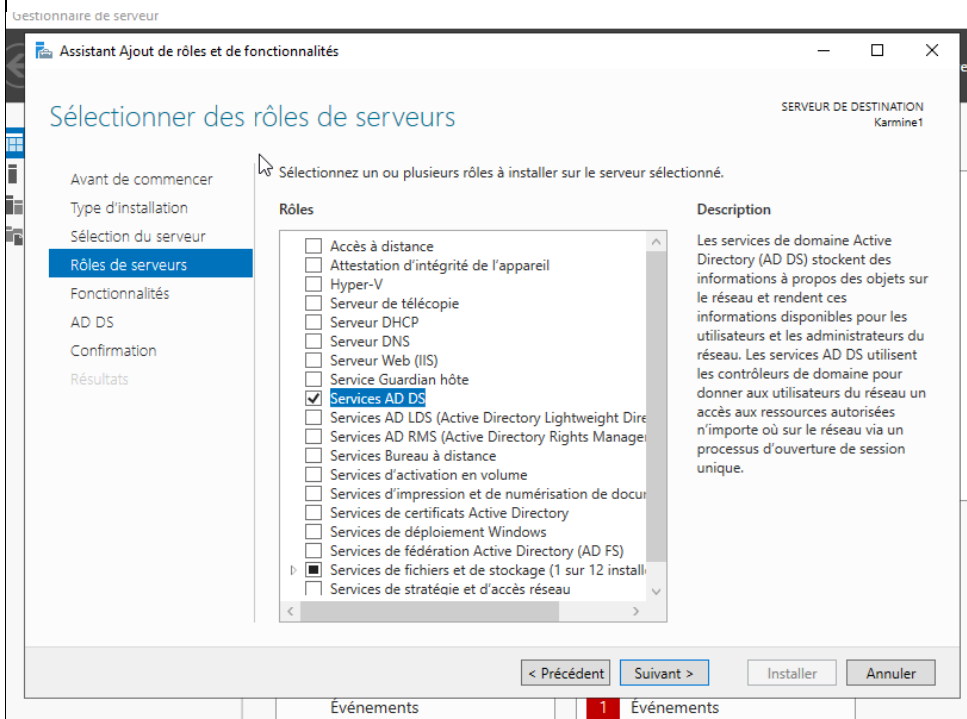 Gestionnaire de serveur
Assistant Ajout de rôles et de fonctionnalités
Sélectionner des rôles de serveurs
SERVEUR DE DESTINATION
Karmine1
Avant de commencer
Type d'installation
Sélection du serveur
Rôles de serveurs
Fonctionnalités
AD DS
Confirmation
Résultats
Sélectionnez un ou plusieurs rôles à installer sur le serveur sélectionné.
Rôles
Accès à distance
Attestation d'intégrité de l'appareil
Hyper-V
Serveur de télécopie
Serveur DHCP
Serveur DNS
Serveur Web (IIS)
Service Guardian hôte
Services AD DS
Services AD LDS (Active Directory Lightweight Dire
Services AD RMS (Active Directory Rights Manage
Services Bureau à distance
Services d'activation en volume
Services d'impression et de numérisation de docu
Services de certificats Active Directory
Services de déploiement Windows
Services de fédération Active Directory (AD FS)
Services de fichiers et de stockage (1 sur 12 install
Services de stratégie et d'accès réseau
Description
Les services de domaine Active
Directory (AD DS) stockent des
informations à propos des objets sur
le réseau et rendent ces
informations disponibles pour les
utilisateurs et les administrateurs du
réseau. Les services AD DS utilisent
les contrôleurs de domaine pour
donner aux utilisateurs du réseau un
accès aux ressources autorisées
n'importe où sur le réseau via un
processus d'ouverture de session
unique.
< Précédent
Suivant >
Installer
Annuler
Événements
1 Événements